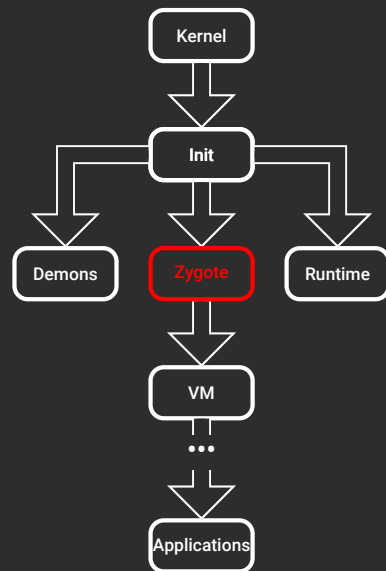 Kernel
Init
Demons
Zygote
Runtime
VM
Applications